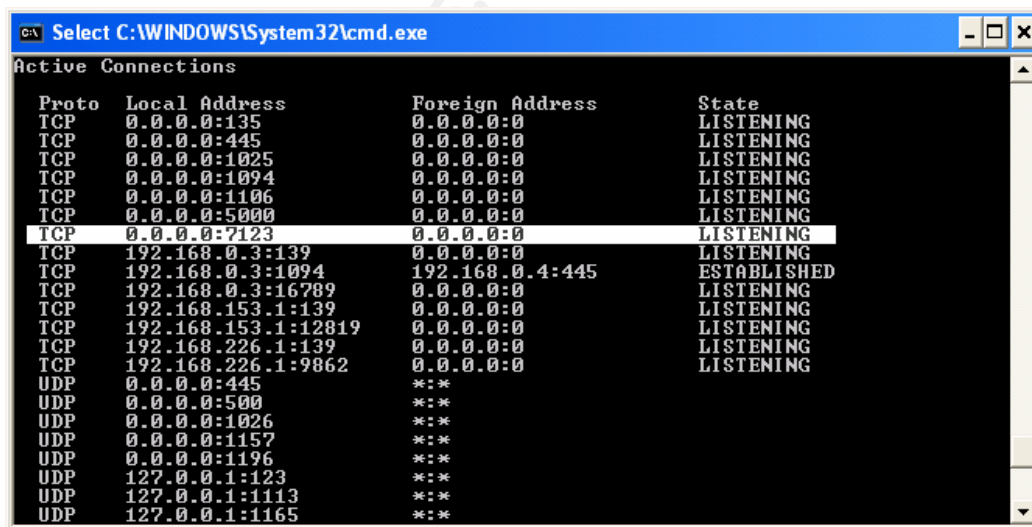 Select C:\WINDOWS\System32\cmd.exe
Active Connections
Proto Local Address Foreign Address State
TCP 0.0.0.0:135 0.0.0.0:0 LISTENING
TCP 0.0.0.0:445 0.0.0.0:0 LISTENING
TCP 0.0.0.0:1025 0.0.0.0:0 LISTENING
TCP 0.0.0.0:1094 0.0.0.0:0 LISTENING
TCP 0.0.0.0:1106 0.0.0.0:0 LISTENING
TCP 0.0.0.0:5000 0.0.0.0:0 LISTENING
TCP 0.0.0.0:7123 0.0.0.0:0 LISTENING
TCP 192.168.0.3:139 0.0.0.0:0 LISTENING
TCP 192.168.0.3:1094 192.168.0.4:445 ESTABLISHED
TCP 192.168.0.3:16789 0.0.0.0:0 LISTENING
TCP 192.168.153.1:139 0.0.0.0:0 LISTENING
TCP 192.168.153.1:12819 0.0.0.0:0 LISTENING
TCP 192.168.226.1:139 0.0.0.0:0 LISTENING
TCP 192.168.226.1:9862 0.0.0.0:0 LISTENING
UDP 0.0.0.0:445 *:*
UDP 0.0.0.0:500 *:*
UDP 0.0.0.0:1026 *:*
UDP 0.0.0.0:1157 *:*
UDP 0.0.0.0:1196 *:*
UDP 127.0.0.1:123 *:*
UDP 127.0.0.1:1113 *:*
UDP 127.0.0.1:1165 *:*